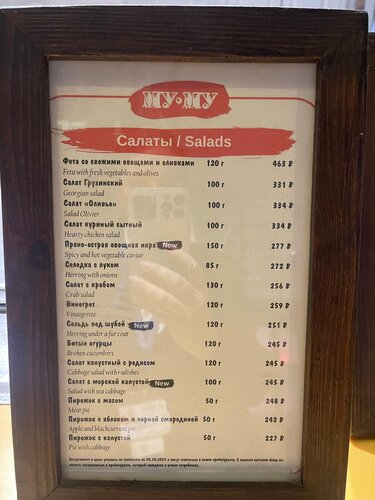 МУ·МУ
Салаты / Salads
Фета со свежими овощами и оливками 120 г 463 ₽
Feta with fresh vegetables and olives
Салат Грузинский 100 г 331 ₽
Georgian salad
Салат «Оливье» 100 г 334 ₽
Salad Olivier
Салат куриный сытный 100 г 334 ₽
Hearty chicken salad
Пряно-острая овощная икра New 150 г 277 ₽
Spicy and hot vegetable caviar
Селедка с луком 85 г 272 ₽
Herring with onions
Салат с крабом 130 г 256 ₽
Crab salad
Винегрет 120 г 259 ₽
Vinaigrette
Сельдь под шубой New 120 г 251 ₽
Herring under a fur coat
Битые огурцы 120 г 245 ₽
Broken cucumbers
Салат капустный с редисом 120 г 245 ₽
Cabbage salad with radishes
Салат с морской капустой New 100 г 245 ₽
Salad with sea cabbage
Пирожок с мясом 50 г 248 ₽
Meat pie
Пирожок с яблоком и черной смородиной 50 г 242 ₽
Apple and blackcurrant pie
Пирожок с капустой 50 г 227 ₽
Pie with cabbage